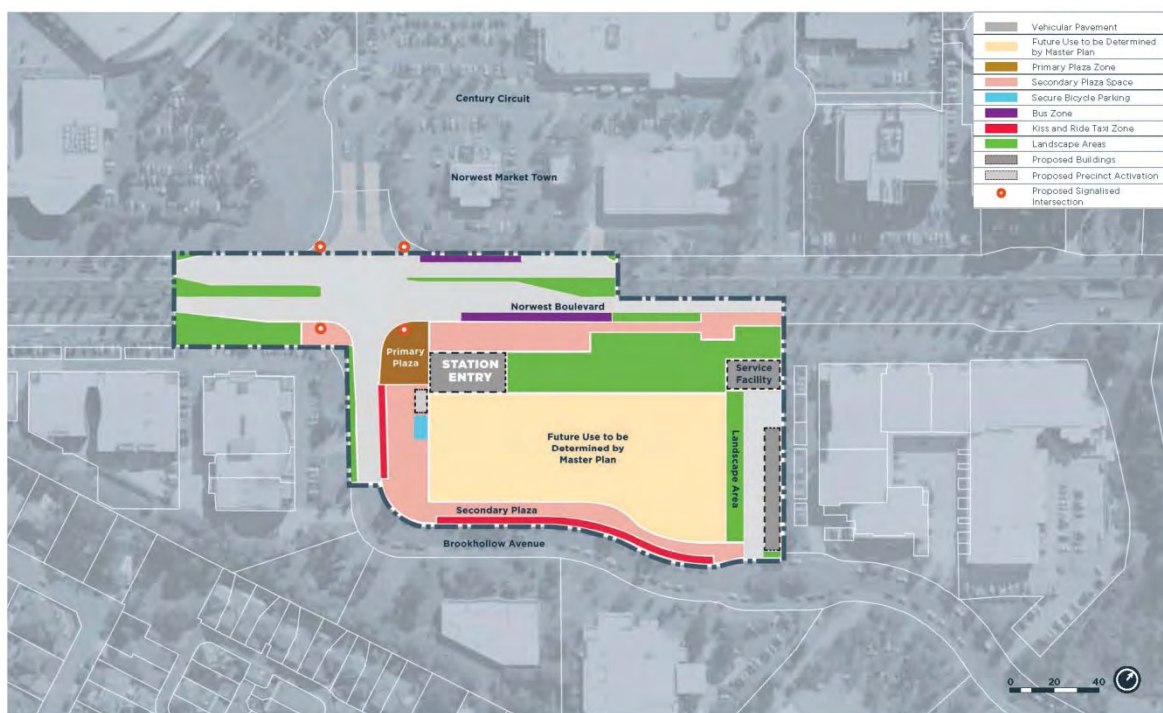 Vehicular Pavement
Future Use to be Determined
by Master Plan
Primary Plaza Zone
Secondary Plaza Space
Secure Bicycle Parking
Bus Zone
Kiss and Ride Taxi Zone
Landscape Areas
Proposed Buildings
Proposed Precinct Activation
Proposed Signalised
Intersection
Century Circuit
Norwest Market Town
Norwest Boulevard
Primary
Plaza
STATION
ENTRY
Service
Facility
Future Use to be
Determined by
Master Plan
Landscape Area
Secondary Plaza
Brookhollow Avenue
0 20 40